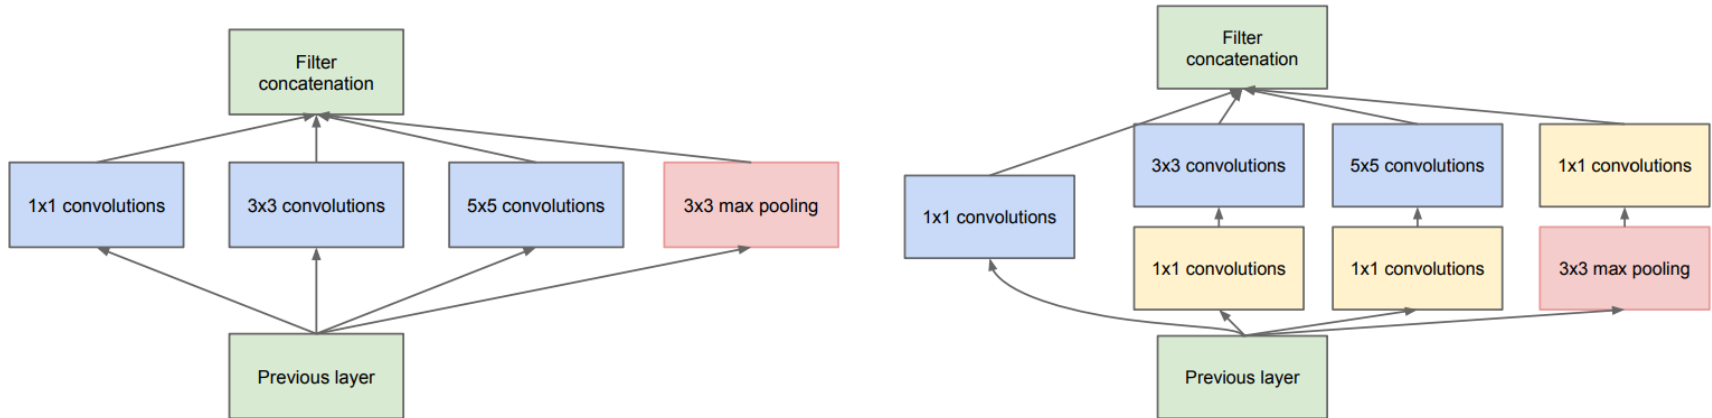 Filter
concatenation
1x1 convolutions
3x3 convolutions
5x5 convolutions
3x3 max pooling
Previous layer
Filter
concatenation
3x3 convolutions
5x5 convolutions
1x1 convolutions
1x1 convolutions
1x1 convolutions
1x1 convolutions
3x3 max pooling
Previous layer